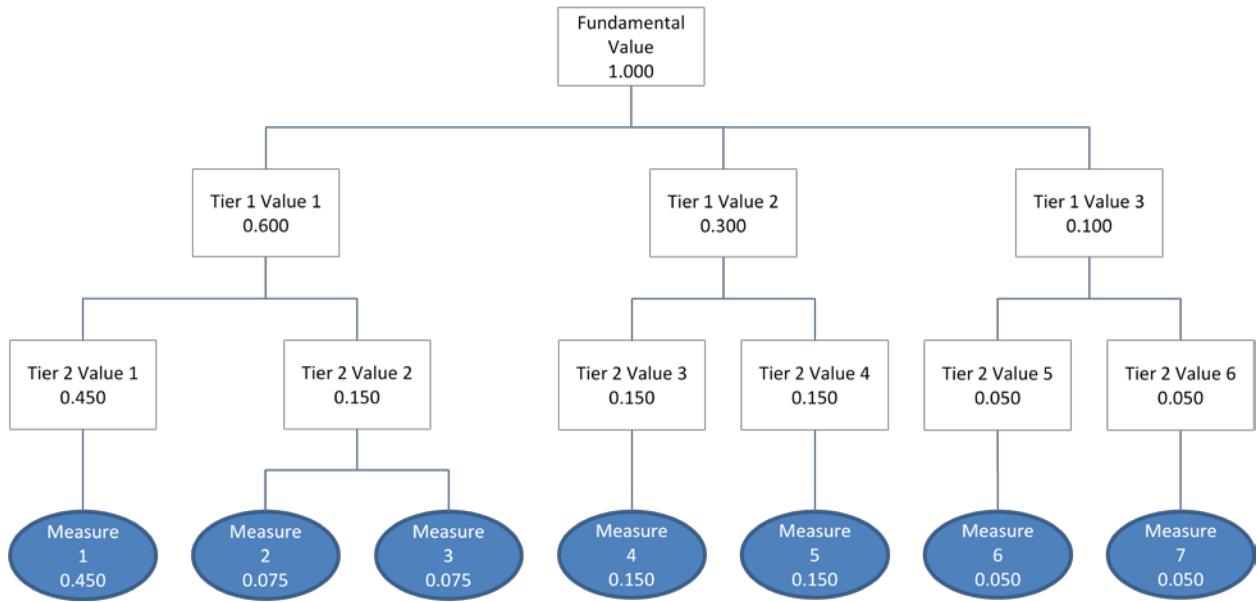 Fundamental
Value
1.000
Tier 1 Value 1
0.600
Tier 1 Value 2
0.300
Tier 1 Value 3
0.100
Tier 2 Value 1
0.450
Tier 2 Value 2
0.150
Tier 2 Value 3
0.150
Tier 2 Value 4
0.150
Tier 2 Value 5
0.050
Tier 2 Value 6
0.050
Measure
1
0.450
Measure
2
0.075
Measure
3
0.075
Measure
4
0.150
Measure
5
0.150
Measure
6
0.050
Measure
7
0.050